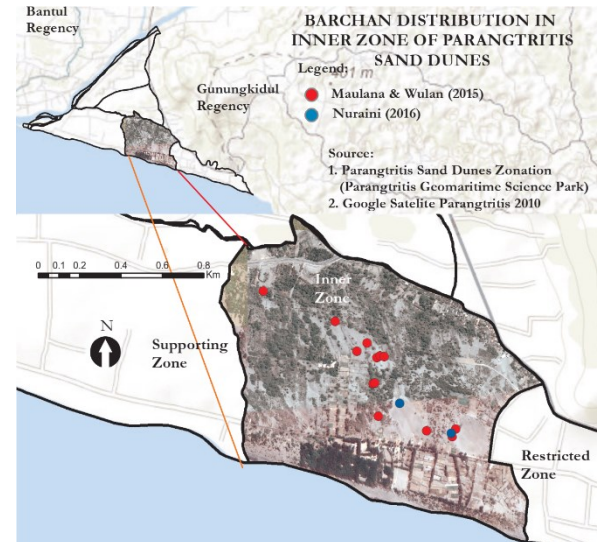 Bantul
Regency
Gunungkidul
Regency
BARCHAN DISTRIBUTION IN
INNER ZONE OF PARANGTRITIS
SAND DUNES
Legend:
401 m
Maulana & Wulan (2015)
Nuraini (2016)
Source:
1. Parangtritis Sand Dunes Zonation
(Parangtritis Geomaritime Science Park)
2. Google Satelite Parangtritis 2010
0 0.1 0.2 0.4 0.6 0.8
Km
N
Inner
Zone
Supporting
Zone
Restricted
Zone